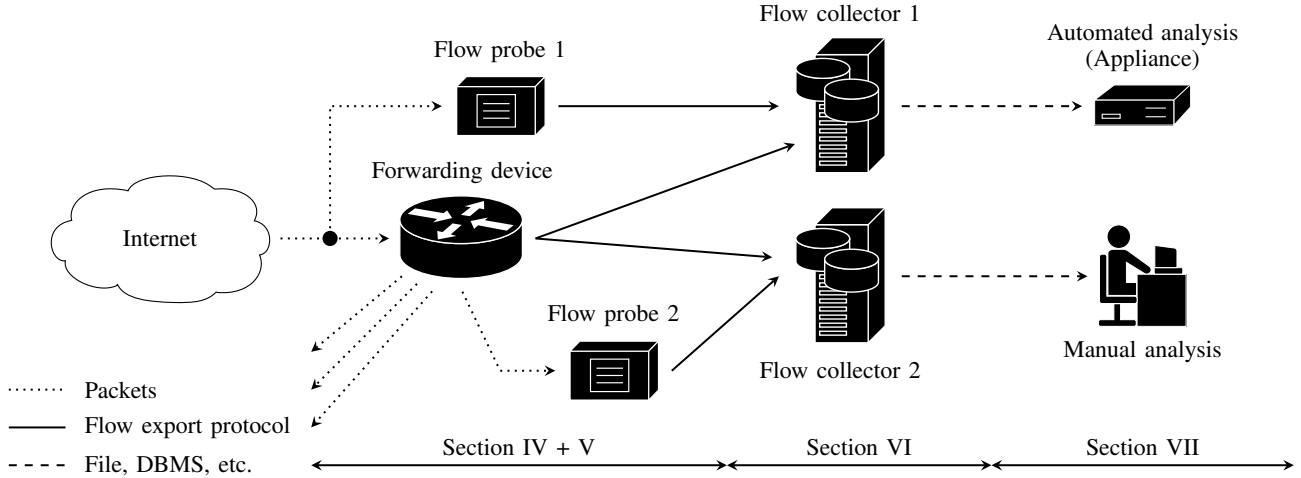 Flow collector 1
Automated analysis
(Appliance)
Flow probe 1
Forwarding device
Internet
Flow probe 2
Manual analysis
Flow collector 2
Packets
Flow export protocol
File, DBMS, etc.
Section IV + V
Section VI
Section VII